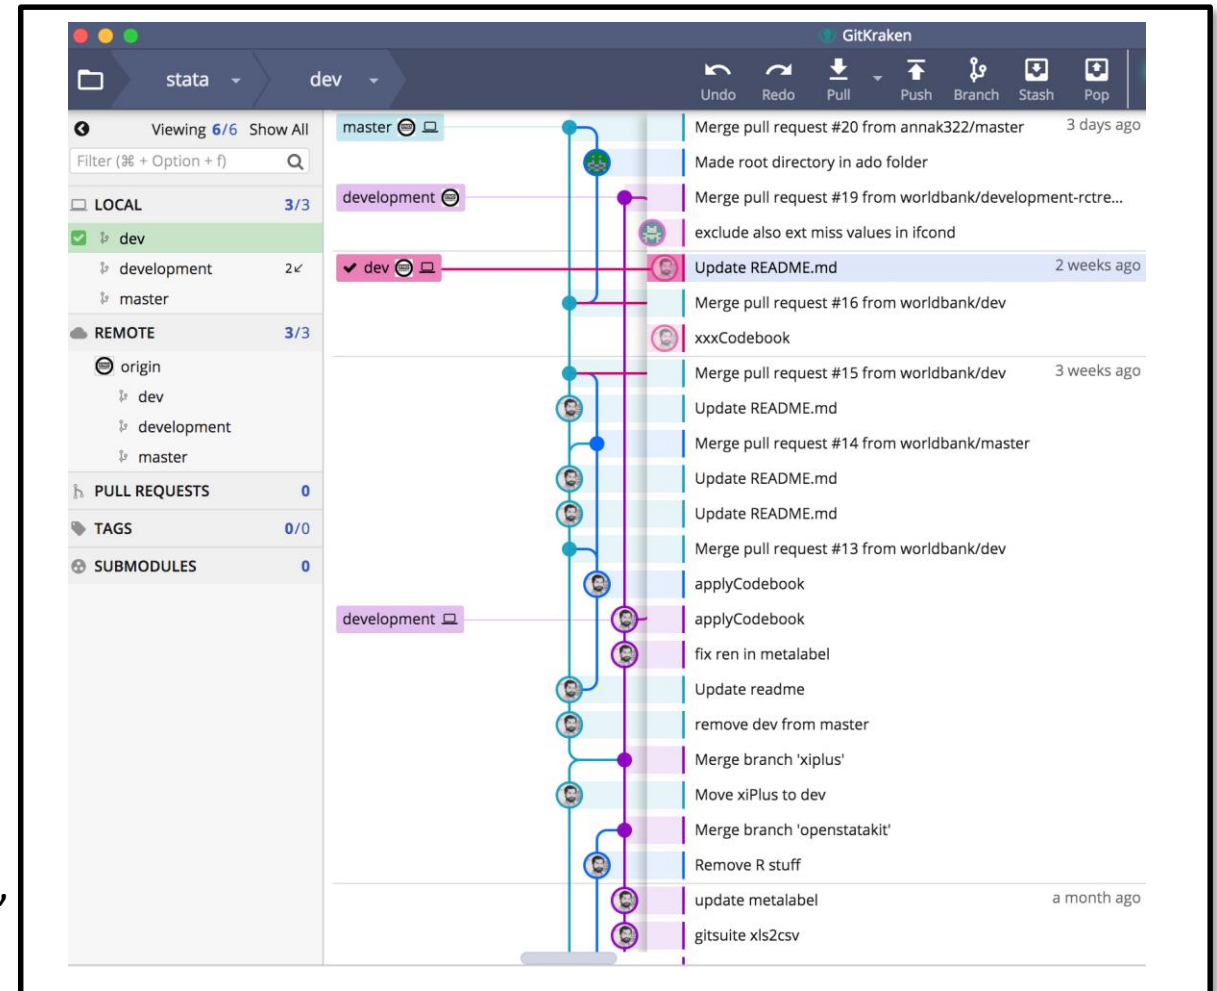 GitKraken
stata dev
Undo Redo Pull Push Branch Stash Pop
Viewing 6/6 Show All
Filter (⌘ + Option + f)
LOCAL 3/3
dev
development 2↙
master
REMOTE 3/3
origin
dev
development
master
PULL REQUESTS 0
TAGS 0/0
SUBMODULES 0
master Merge pull request #20 from annak322/master 3 days ago
Made root directory in ado folder
development Merge pull request #19 from worldbank/development-rctre...
exclude also ext miss values in ifcond
✔ dev Update README.md 2 weeks ago
Merge pull request #16 from worldbank/dev
xxxCodebook
Merge pull request #15 from worldbank/dev 3 weeks ago
Update README.md
Merge pull request #14 from worldbank/master
Update README.md
Update README.md
Merge pull request #13 from worldbank/dev
applyCodebook
development applyCodebook
fix ren in metalabel
Update readme
remove dev from master
Merge branch 'xiplus'
Move xiPlus to dev
Merge branch 'openstatakit'
Remove R stuff
update metalabel a month ago
gitsuite xls2csv